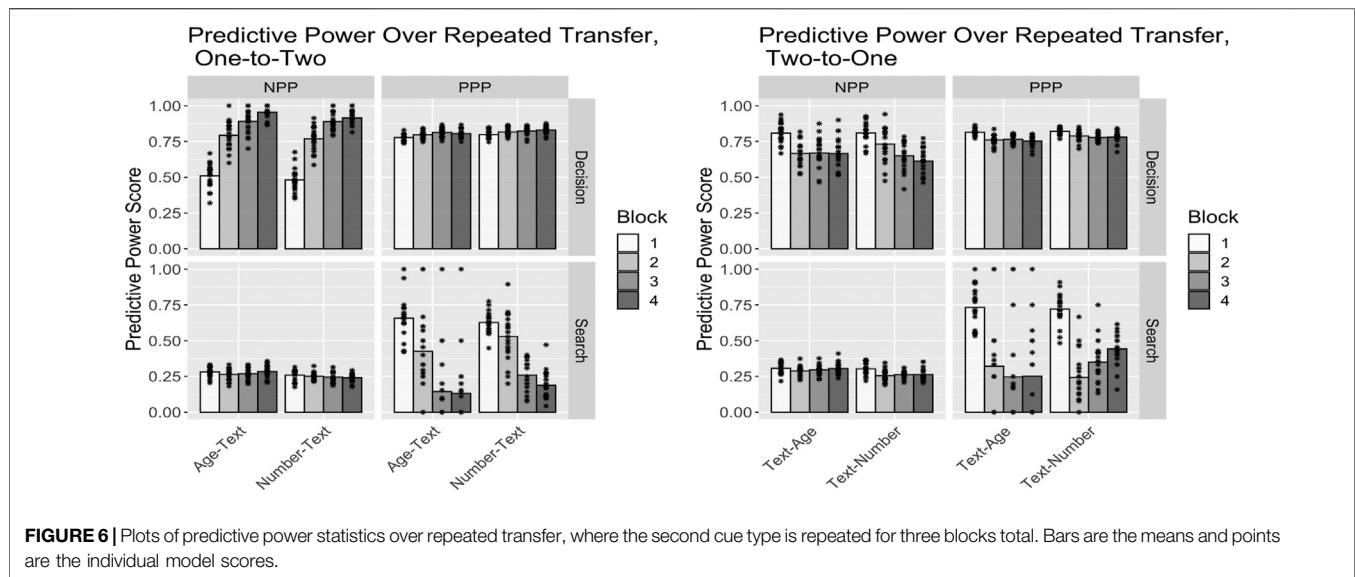 Predictive Power Over Repeated Transfer,
One-to-Two
NPP
PPP
Predictive Power Score
1.00
0.75
0.50
0.25
0.00
Decision
1.00
0.75
0.50
0.25
0.00
Search
Age-Text
Number-Text
Age-Text
Number-Text
Block
1
2
3
4
Predictive Power Over Repeated Transfer,
Two-to-One
NPP
PPP
Predictive Power Score
1.00
0.75
0.50
0.25
0.00
Decision
1.00
0.75
0.50
0.25
0.00
Search
Text-Age
Text-Number
Text-Age
Text-Number
Block
1
2
3
4
FIGURE 6 | Plots of predictive power statistics over repeated transfer, where the second cue type is repeated for three blocks total. Bars are the means and points
are the individual model scores.